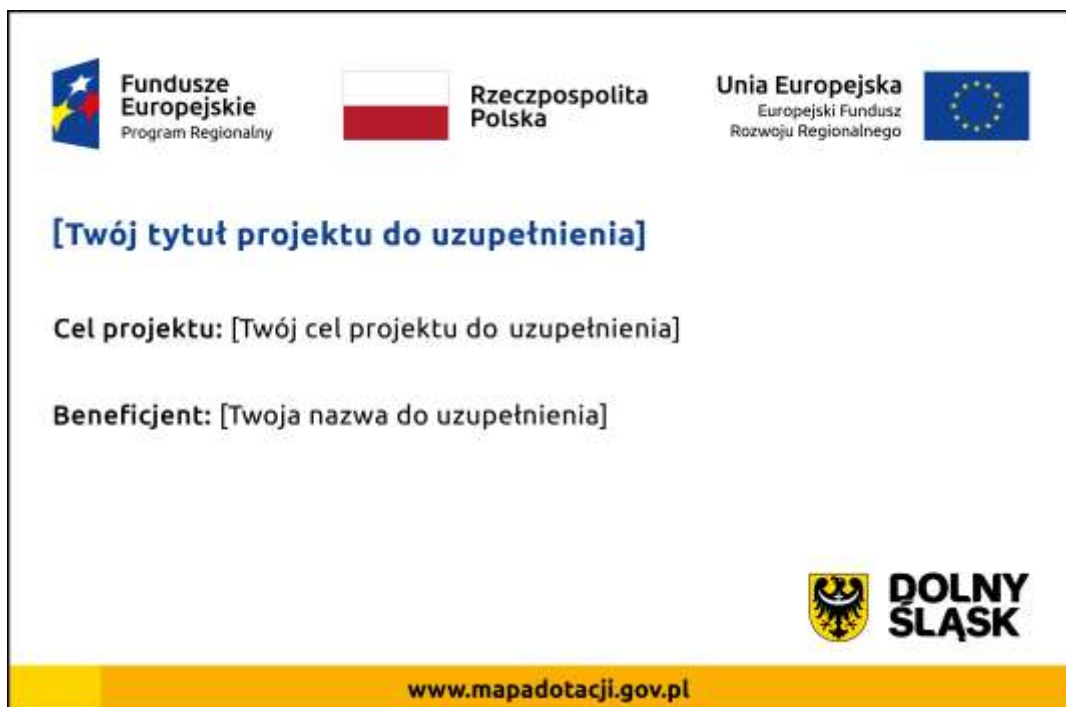 Fundusze
Europejskie
Program Regionalny
Rzeczpospolita
Polska
Unia Europejska
Europejski Fundusz
Rozwoju Regionalnego
[Twój tytuł projektu do uzupełnienia]
Cel projektu: [Twój cel projektu do uzupełnienia]
Beneficjent: [Twoja nazwa do uzupełnienia]
DOLNY
ŚLĄSK
www.mapadotacji.gov.pl